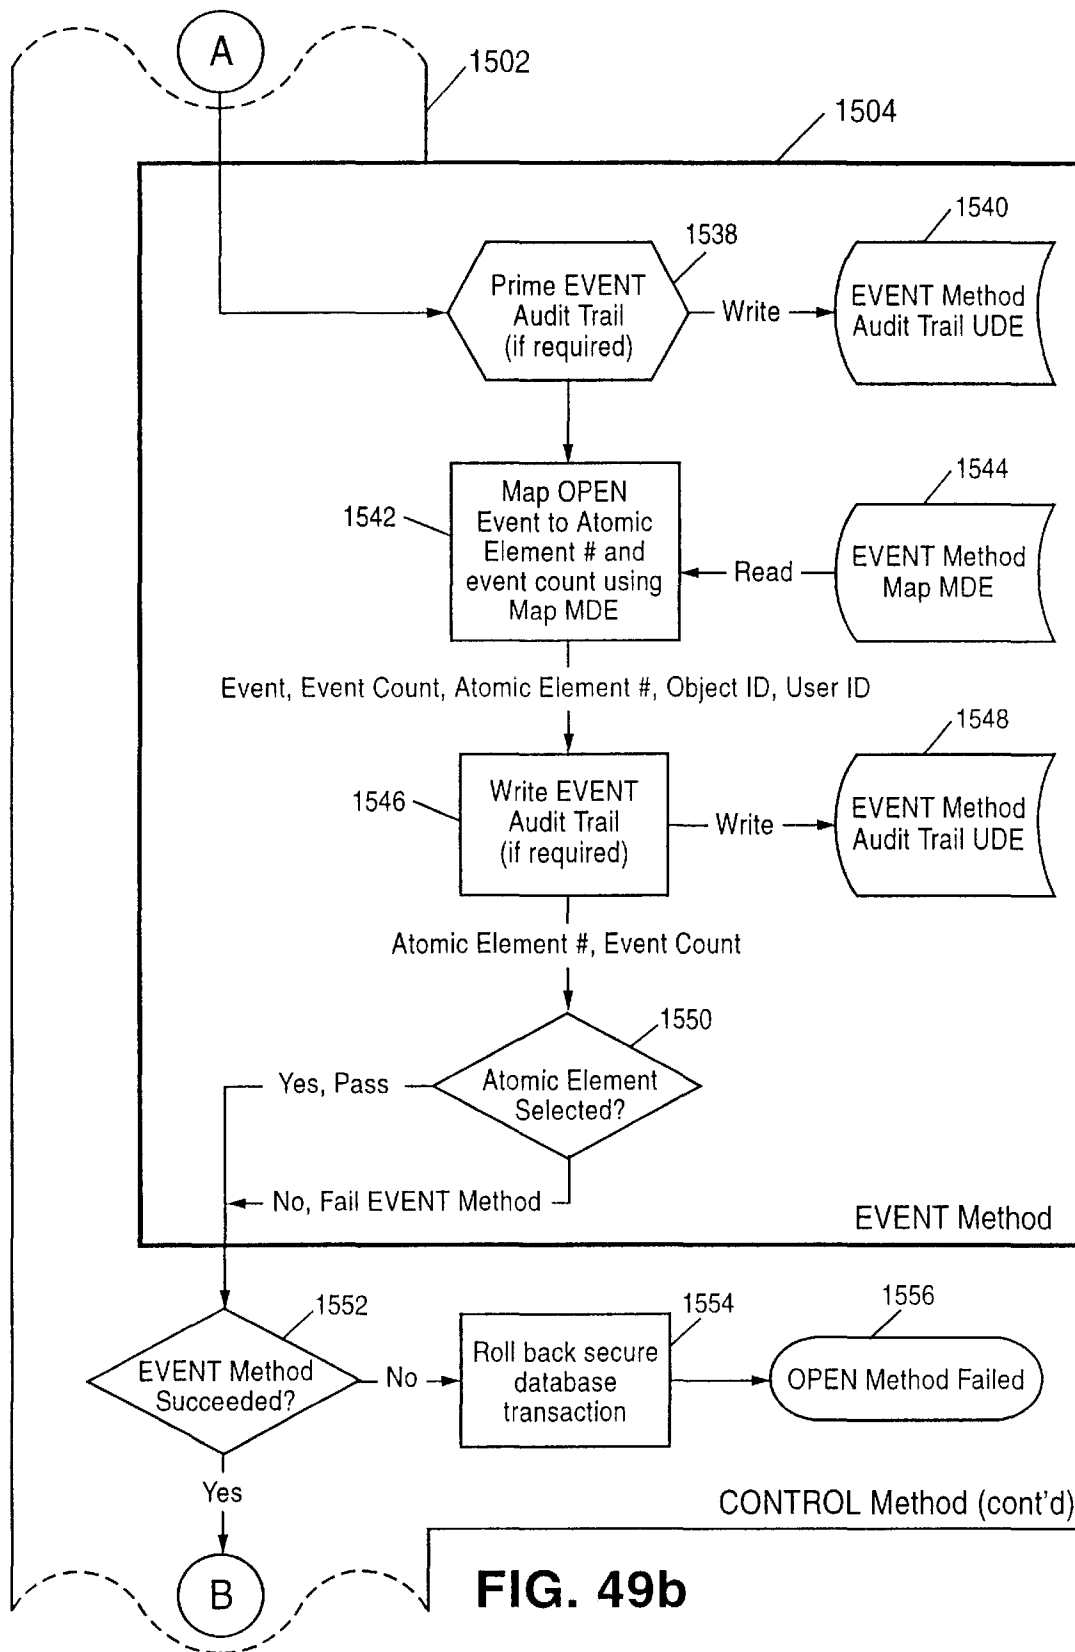 A
1502
1504
1540
1538
Prime EVENT
Audit Trail
(if required)
Write
EVENT Method
Audit Trail UDE
1544
1542
Map OPEN
Event to Atomic
Element # and
event count using
Map MDE
Read
EVENT Method
Map MDE
Event, Event Count, Atomic Element #, Object ID, User ID
1548
1546
Write EVENT
Audit Trail
(if required)
Write
EVENT Method
Audit Trail UDE
Atomic Element #, Event Count
1550
Yes, Pass
Atomic Element
Selected?
No, Fail EVENT Method
EVENT Method
1552
1554
1556
EVENT Method
Succeeded?
No
Roll back secure
database
transaction
OPEN Method Failed
Yes
CONTROL Method (cont'd)
B
FIG. 49b